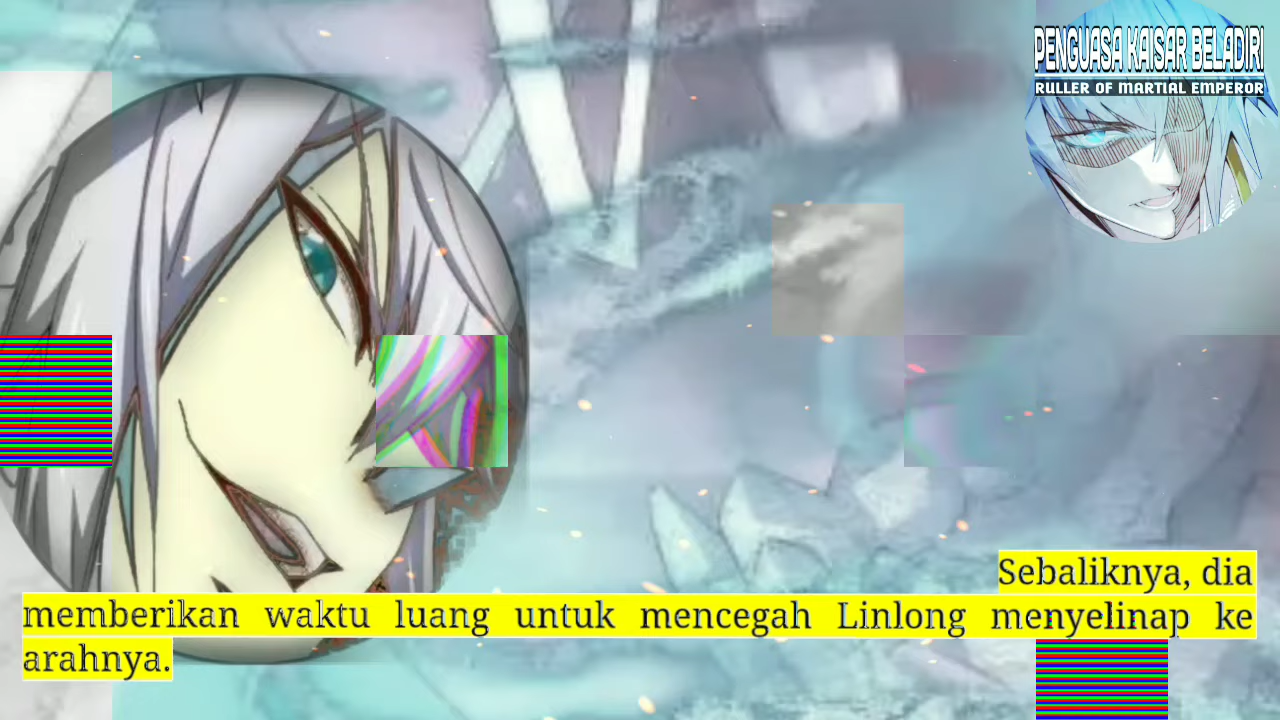 PENGUASA KAISAR BELADIRI
RULLER OF MARTIAL EMPEROR
Sebaliknya, dia
memberikan waktu luang untuk mencegah Linlong menyelinap ke
arahnya.